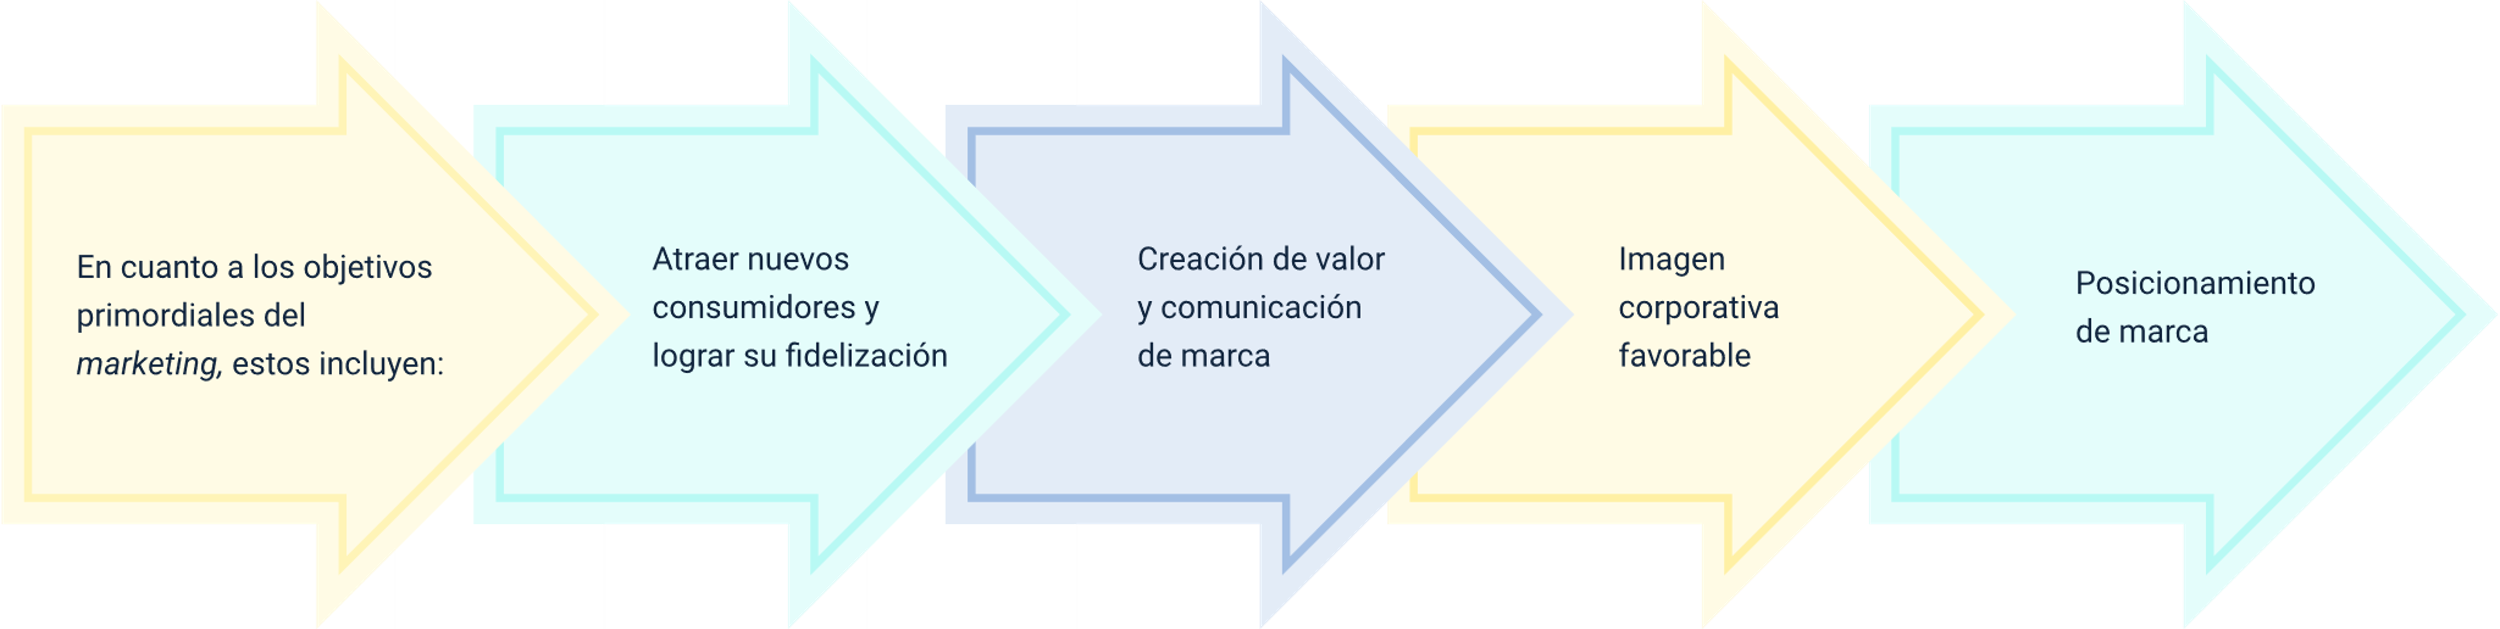 En cuanto a los objetivos
primordiales del
marketing, estos incluyen:
Atraer nuevos
consumidores y
lograr su fidelización
Creación de valor
y comunicación
de marca
Imagen
corporativa
favorable
Posicionamiento
de marca